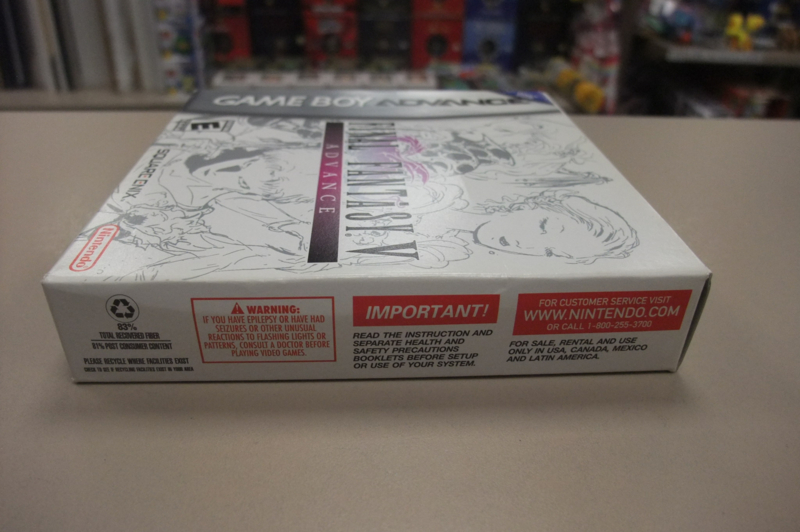 GAME BOY ADVANCE
E
SQUARE ENIX
Nintendo
FINAL FANTASY V
ADVANCE
83%
TOTAL RECOVERED FIBER
81% POST CONSUMER CONTENT
PLEASE RECYCLE WHERE FACILITIES EXIST
WARNING:
IF YOU HAVE EPILEPSY OR HAVE HAD
SEIZURES OR OTHER UNUSUAL
REACTIONS TO FLASHING LIGHTS OR
PATTERNS, CONSULT A DOCTOR BEFORE
PLAYING VIDEO GAMES.
IMPORTANT!
READ THE INSTRUCTION AND
SEPARATE HEALTH AND
SAFETY PRECAUTIONS
BOOKLETS BEFORE SETUP
OR USE OF YOUR SYSTEM.
FOR CUSTOMER SERVICE VISIT
WWW.NINTENDO.COM
OR CALL 1-800-255-3700
FOR SALE, RENTAL AND USE
ONLY IN USA, CANADA, MEXICO
AND LATIN AMERICA.